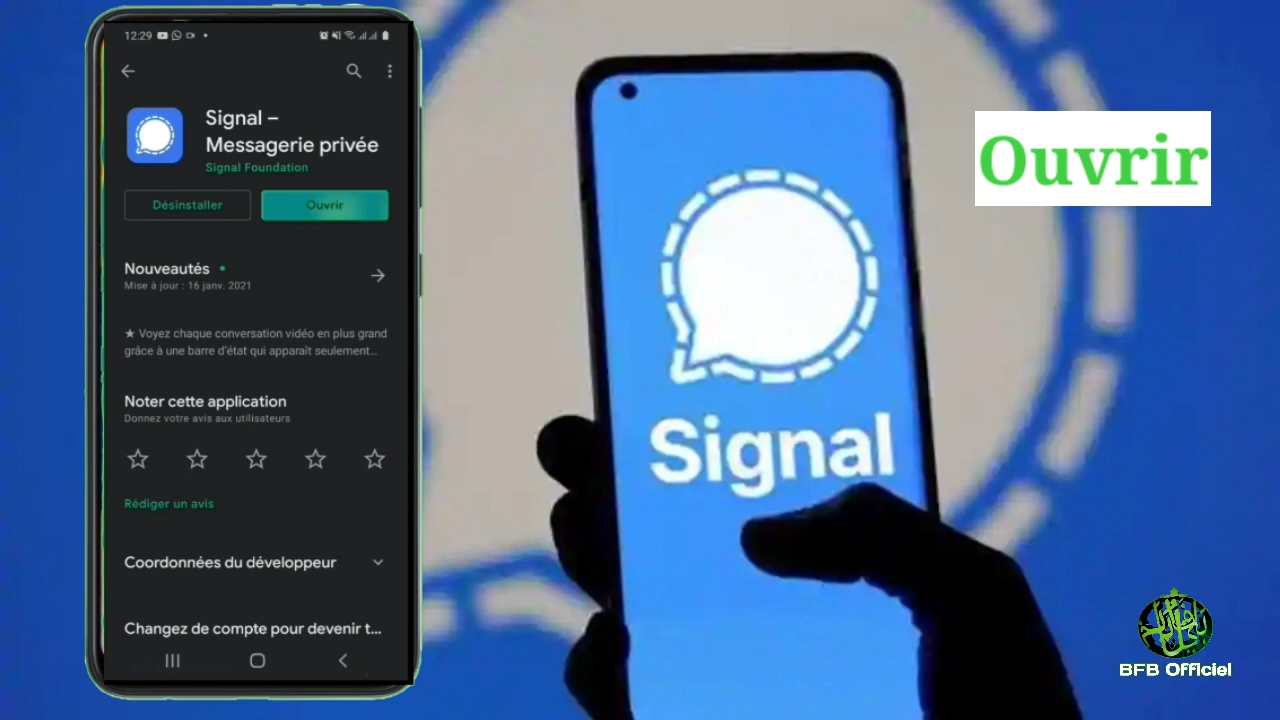 12:29
Signal –
Messagerie privée
Signal Foundation
Désinstaller
Ouvrir
Nouveautés •
Mise à jour : 16 janv. 2021
★ Voyez chaque conversation vidéo en plus grand
grâce à une barre d'état qui apparaît seulement...
Noter cette application
Donnez votre avis aux utilisateurs
Rédiger un avis
Coordonnées du développeur
Changez de compte pour devenir t...
Signal
Ouvrir
BFB Officiel